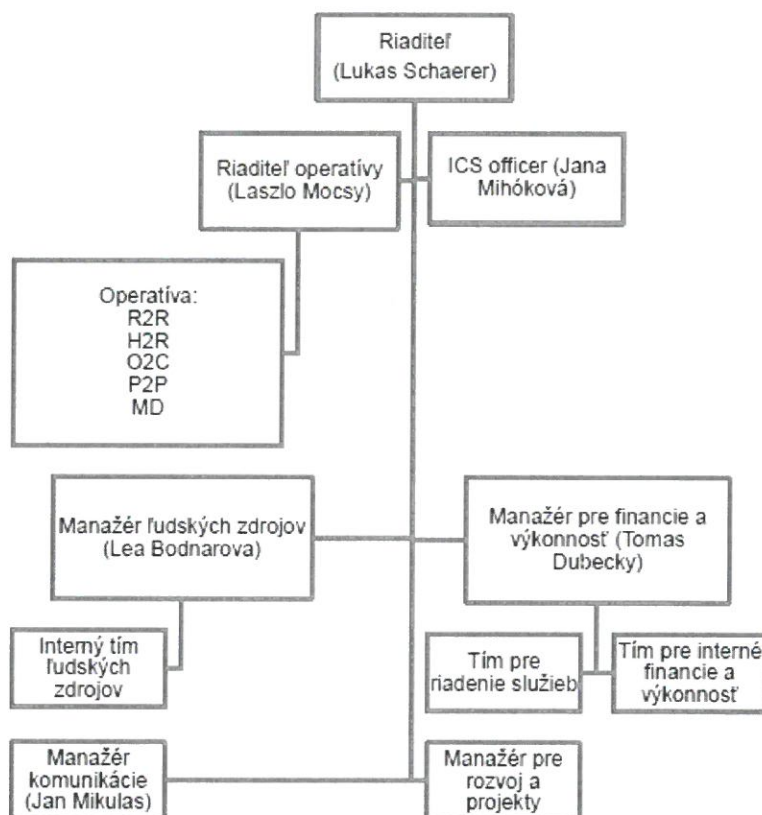 Riaditeľ
(Lukas Schaerer)
Riaditeľ operatívy
(Laszlo Mocsy)
ICS officer (Jana
Mihóková)
Operatíva:
R2R
H2R
O2C
P2P
MD
Manažér ľudských zdrojov
(Lea Bodnarova)
Manažér pre financie a
výkonnosť (Tomas
Dubecky)
Interný tím
ľudských
zdrojov
Tím pre
riadenie služieb
Tím pre interné
financie a
výkonnosť
Manažér
komunikácie
(Jan Mikulas)
Manažér pre
rozvoj a
projekty